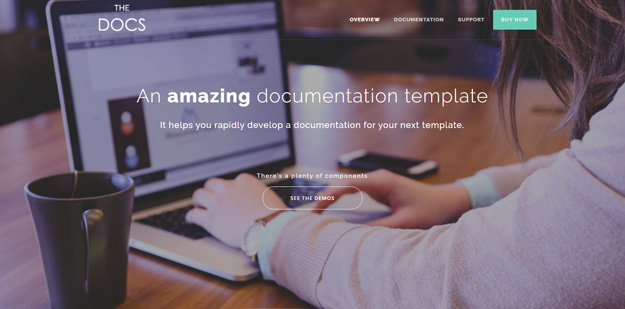 THE
DOCS
OVERVIEW DOCUMENTATION SUPPORT BUY NOW
An amazing documentation template
It helps you rapidly develop a documentation for your next template.
There's a plenty of components
SEE THE DEMOS